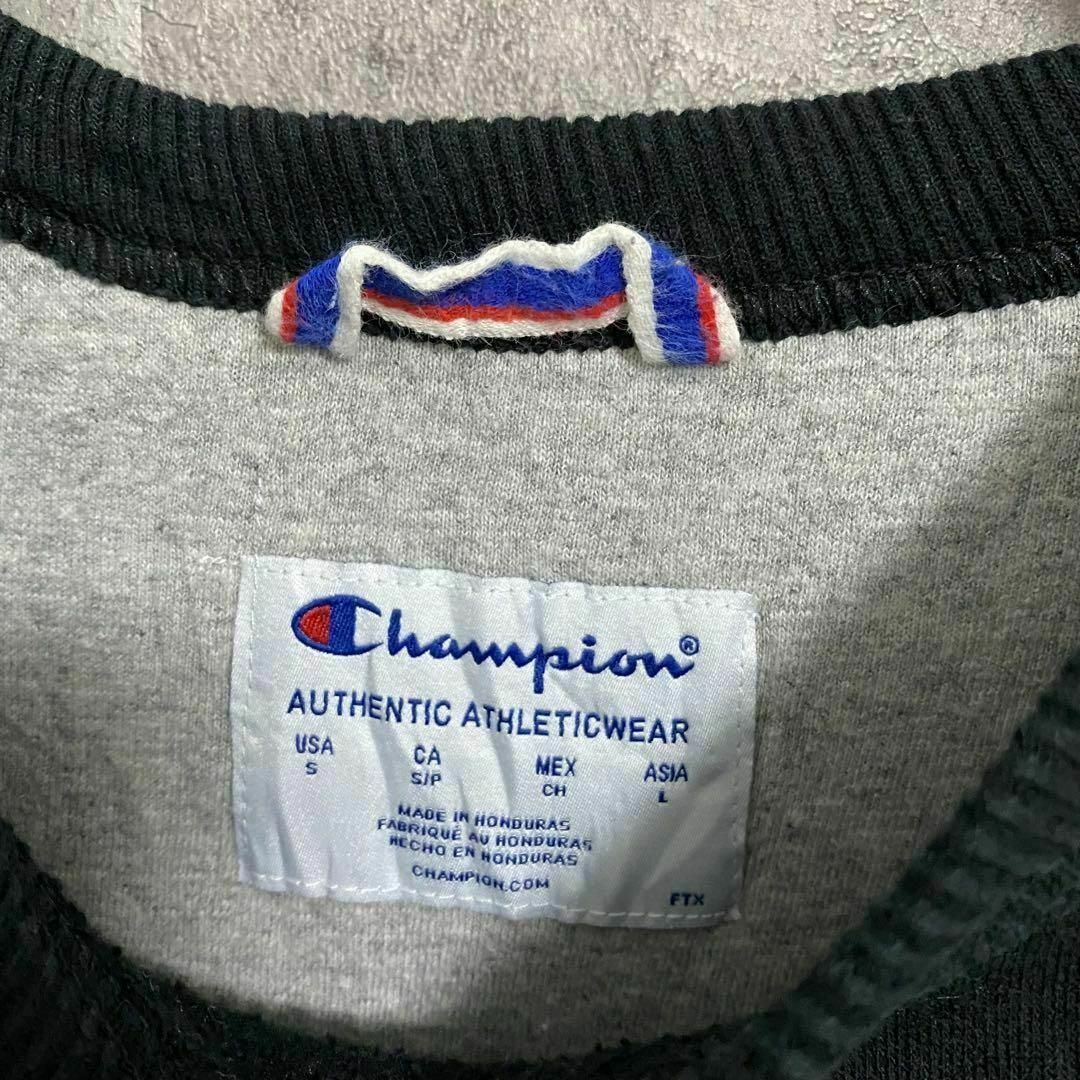 Champion®
AUTHENTIC ATHLETICWEAR
USA CA MEX ASIA
S S/P CH L
MADE IN HONDURAS
FABRIQUÉ AU HONDURAS
HECHO EN HONDURAS
CHAMPION.COM
FTX